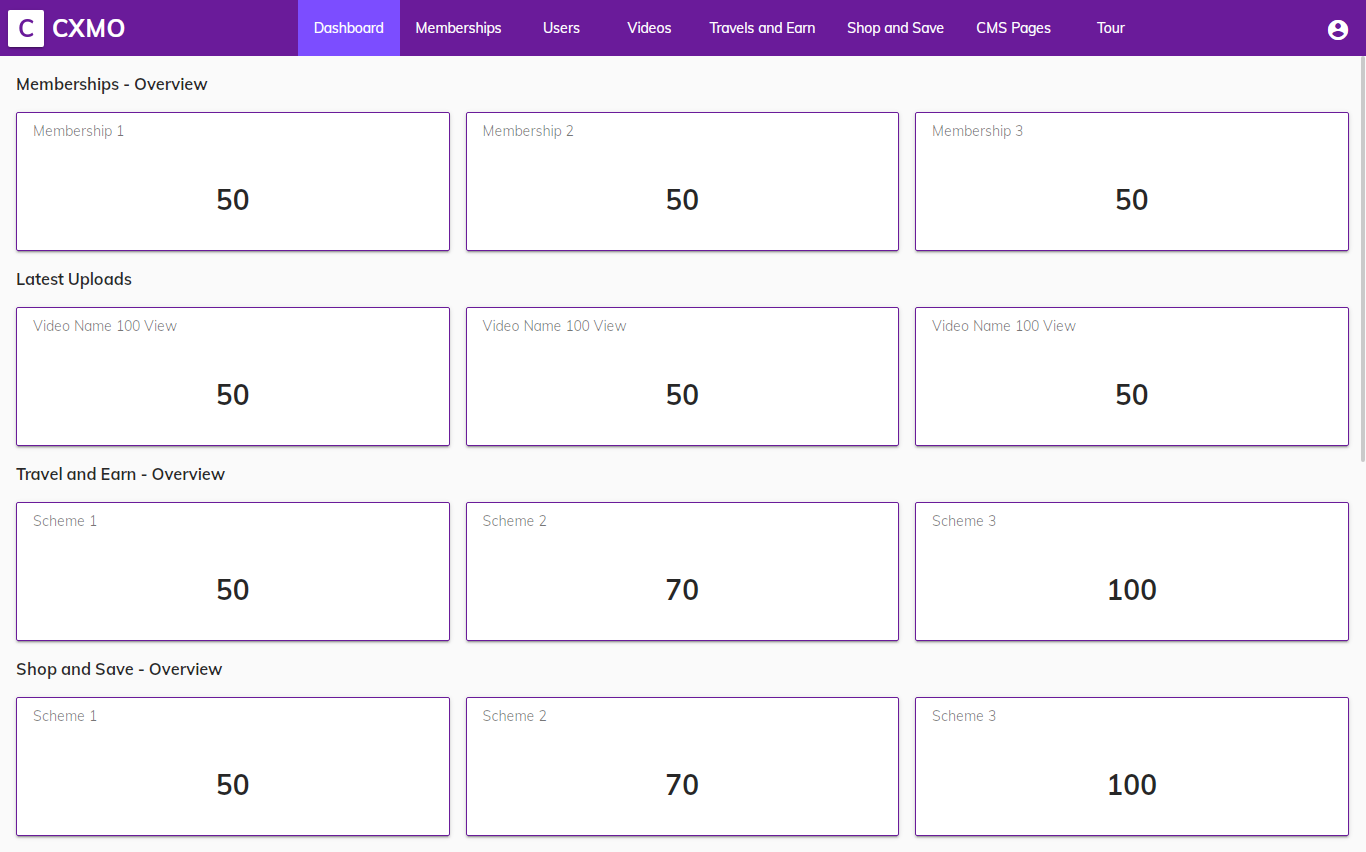 C CXMO Dashboard Memberships Users Videos Travels and Earn Shop and Save CMS Pages Tour
Memberships - Overview
Membership 1 Membership 2 Membership 3
50 50 50
Latest Uploads
Video Name 100 View Video Name 100 View Video Name 100 View
50 50 50
Travel and Earn - Overview
Scheme 1 Scheme 2 Scheme 3
50 70 100
Shop and Save - Overview
Scheme 1 Scheme 2 Scheme 3
50 70 100